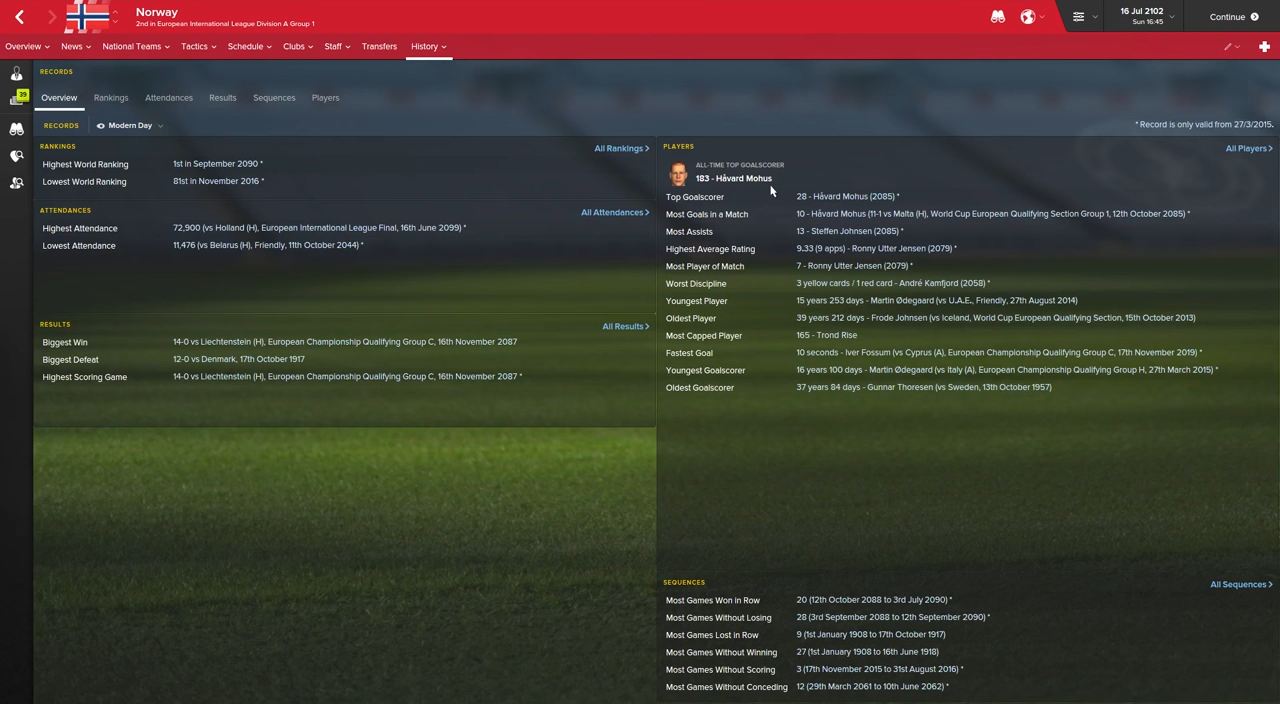 Norway
2nd in European International League Division A Group 1
16 Jul 2102
Sun 16:45
Continue
Overview News National Teams Tactics Schedule Clubs Staff Transfers History
39
RECORDS
Overview Rankings Attendances Results Sequences Players
RECORDS Modern Day
* Record is only valid from 27/3/2015.
RANKINGS
All Rankings >
Highest World Ranking 1st in September 2090 *
Lowest World Ranking 81st in November 2016 *
ATTENDANCES
All Attendances >
Highest Attendance 72,900 (vs Holland (H), European International League Final, 16th June 2099) *
Lowest Attendance 11,476 (vs Belarus (H), Friendly, 11th October 2044) *
RESULTS
All Results >
Biggest Win 14-0 vs Liechtenstein (H), European Championship Qualifying Group C, 16th November 2087
Biggest Defeat 12-0 vs Denmark, 17th October 1917
Highest Scoring Game 14-0 vs Liechtenstein (H), European Championship Qualifying Group C, 16th November 2087 *
PLAYERS
All Players >
ALL-TIME TOP GOALSCORER
183 - Håvard Mohus
Top Goalscorer 28 - Håvard Mohus (2085) *
Most Goals in a Match 10 - Håvard Mohus (11-1 vs Malta (H), World Cup European Qualifying Section Group 1, 12th October 2085) *
Most Assists 13 - Steffen Johnsen (2085) *
Highest Average Rating 9.33 (9 apps) - Ronny Utter Jensen (2079) *
Most Player of Match 7 - Ronny Utter Jensen (2079) *
Worst Discipline 3 yellow cards / 1 red card - André Kamfjord (2058) *
Youngest Player 15 years 253 days - Martin Ødegaard (vs U.A.E., Friendly, 27th August 2014)
Oldest Player 39 years 212 days - Frode Johnsen (vs Iceland, World Cup European Qualifying Section, 15th October 2013)
Most Capped Player 165 - Trond Rise
Fastest Goal 10 seconds - Iver Fossum (vs Cyprus (A), European Championship Qualifying Group C, 17th November 2019) *
Youngest Goalscorer 16 years 100 days - Martin Ødegaard (vs Italy (A), European Championship Qualifying Group H, 27th March 2015) *
Oldest Goalscorer 37 years 84 days - Gunnar Thoresen (vs Sweden, 13th October 1957)
SEQUENCES
All Sequences >
Most Games Won in Row 20 (12th October 2088 to 3rd July 2090) *
Most Games Without Losing 28 (3rd September 2088 to 12th September 2090) *
Most Games Lost in Row 9 (1st January 1908 to 17th October 1917)
Most Games Without Winning 27 (1st January 1908 to 16th June 1918)
Most Games Without Scoring 3 (17th November 2015 to 31st August 2016) *
Most Games Without Conceding 12 (29th March 2061 to 10th June 2062) *